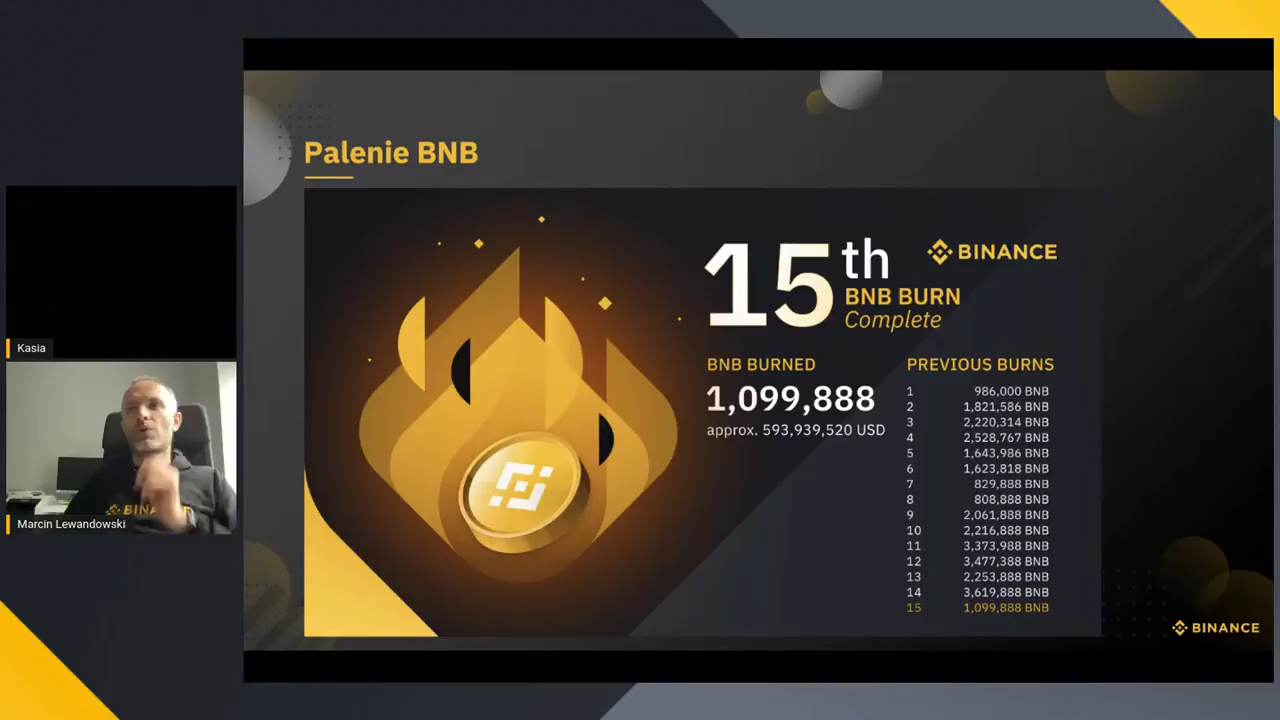 Palenie BNB
15th
BNB BURN
Complete
BINANCE
BNB BURNED
1,099,888
approx. 593,939,520 USD
PREVIOUS BURNS
1 986,000 BNB
2 1,821,586 BNB
3 2,220,314 BNB
4 2,528,767 BNB
5 1,643,986 BNB
6 1,623,818 BNB
7 829,888 BNB
8 808,888 BNB
9 2,061,888 BNB
10 2,216,888 BNB
11 3,373,988 BNB
12 3,477,388 BNB
13 2,253,888 BNB
14 3,619,888 BNB
15 1,099,888 BNB
BINANCE
Kasia
Marcin Lewandowski